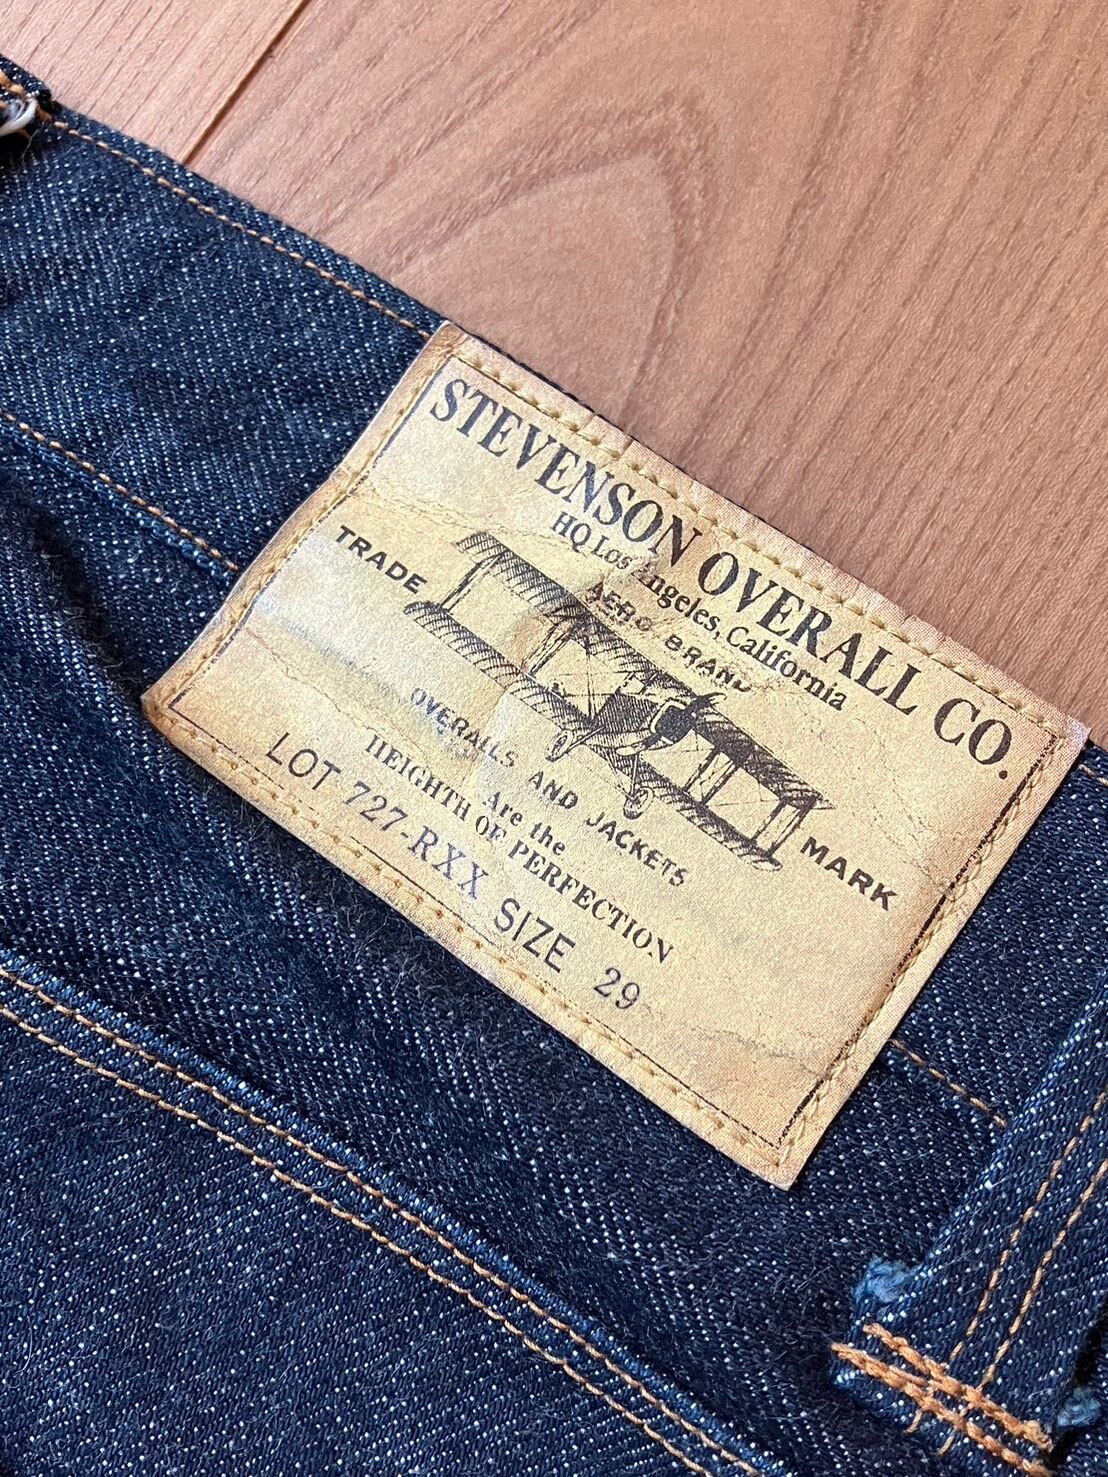 STEVENSON OVERALL CO.
HQ Los Angeles, California
AERO BRAND
TRADE MARK
OVERALLS AND JACKETS
Are the
HEIGHTH OF PERFECTION
LOT 727-RXX SIZE 29